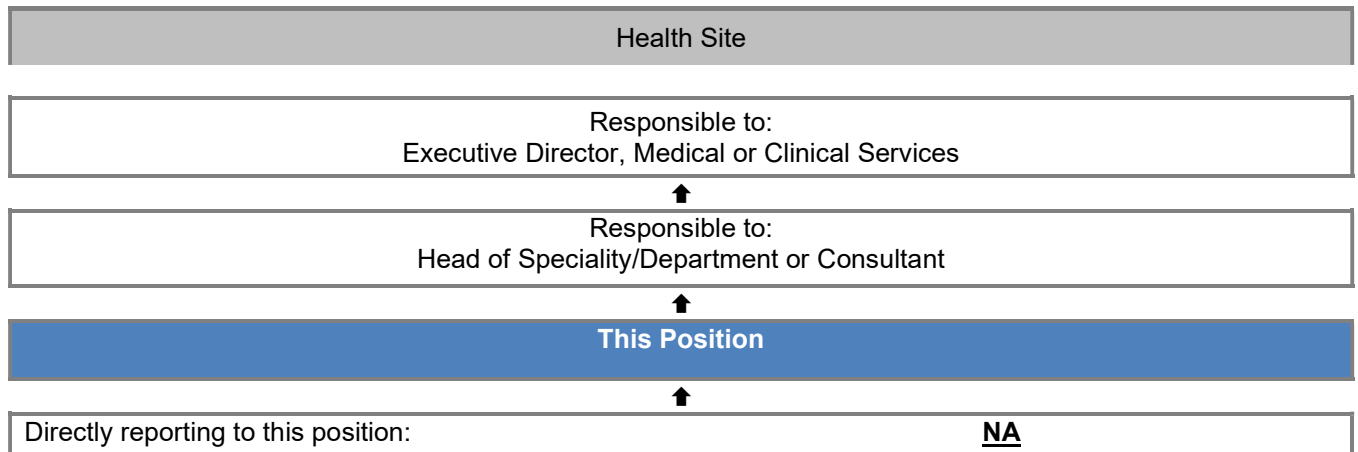 Health Site
Responsible to:
Executive Director, Medical or Clinical Services
Responsible to:
Head of Speciality/Department or Consultant
This Position
Directly reporting to this position: NA